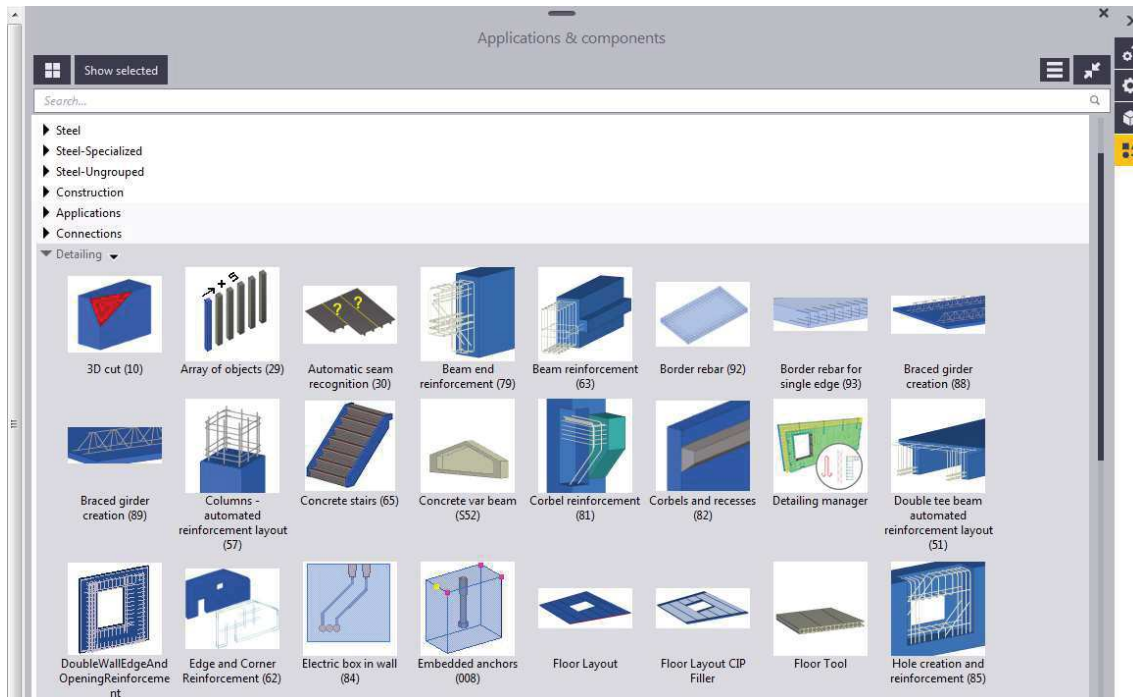 Applications & components
Show selected
Search...
Steel
Steel-Specialized
Steel-Ungrouped
Construction
Applications
Connections
Detailing
3D cut (10)
Array of objects (29)
Automatic seam
recognition (30)
Beam end
reinforcement (79)
Beam reinforcement
(63)
Border rebar (92)
Border rebar for
single edge (93)
Braced girder
creation (88)
Braced girder
creation (89)
Columns -
automated
reinforcement layout
(57)
Concrete stairs (65)
Concrete var beam
(S52)
Corbel reinforcement
(81)
Corbels and recesses
(82)
Detailing manager
Double tee beam
automated
reinforcement layout
(51)
DoubleWallEdgeAnd
OpeningReinforceme
nt
Edge and Corner
Reinforcement (62)
Electric box in wall
(84)
Embedded anchors
(008)
Floor Layout
Floor Layout CIP
Filler
Floor Tool
Hole creation and
reinforcement (85)